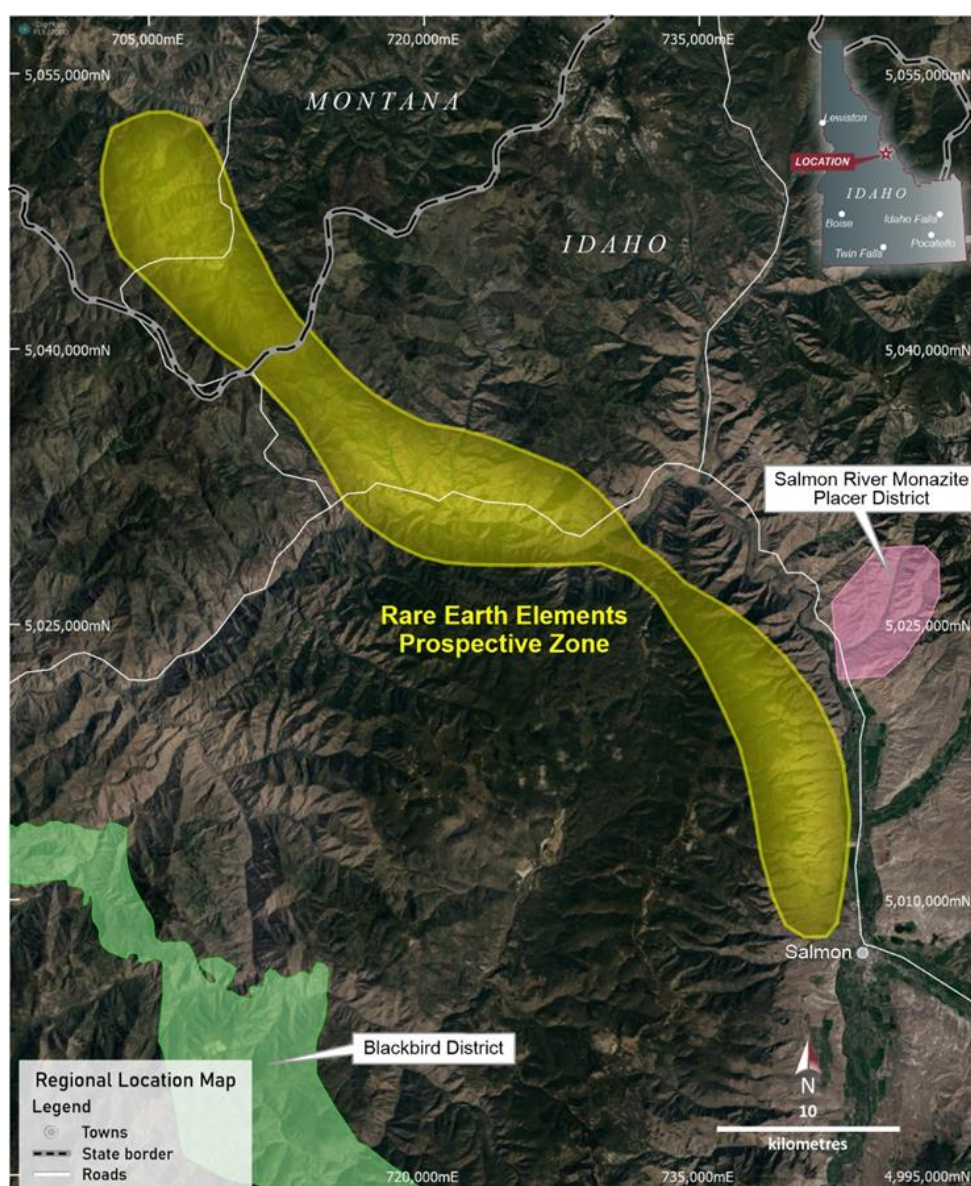 705,000mE
720,000mE
735,000mE
5,055,000mN
5,055,000mN
MONTANA
Lewiston
LOCATION
IDAHO
Boise
Idaho Falls
Pocatello
Twin Falls
IDAHO
5,040,000mN
5,040,000mN
Salmon River Monazite
Placer District
Rare Earth Elements
Prospective Zone
5,025,000mN
5,025,000mN
5,010,000mN
Salmon
Blackbird District
N
10
kilometres
Regional Location Map
Legend
Towns
State border
Roads
720,000mE
735,000mE
4,995,000mN